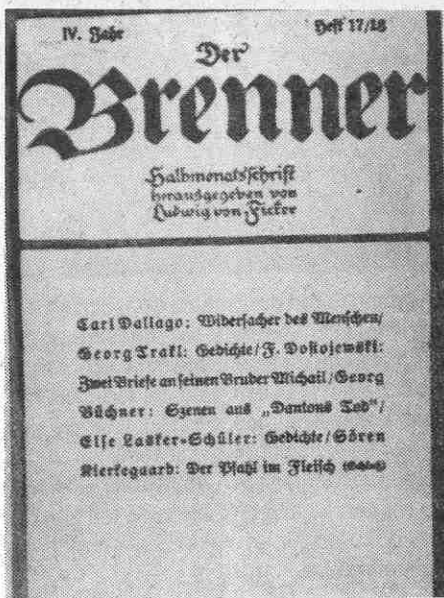 IV. Jahr
Heft 17/18
Der
Brenner
Halbmonatsschrift
herausgegeben von
Ludwig von Ficker
Carl Dallago: Widersacher des Menschen/
Georg Trakl: Gedichte/F. Dostojewski:
Zwei Briefe an seinen Bruder Michail/Georg
Büchner: Szenen aus „Dantons Tod“/
Else Lasker-Schüler: Gedichte/Sören
Kierkegaard: Der Pfahl im Fleisch (Schluß)